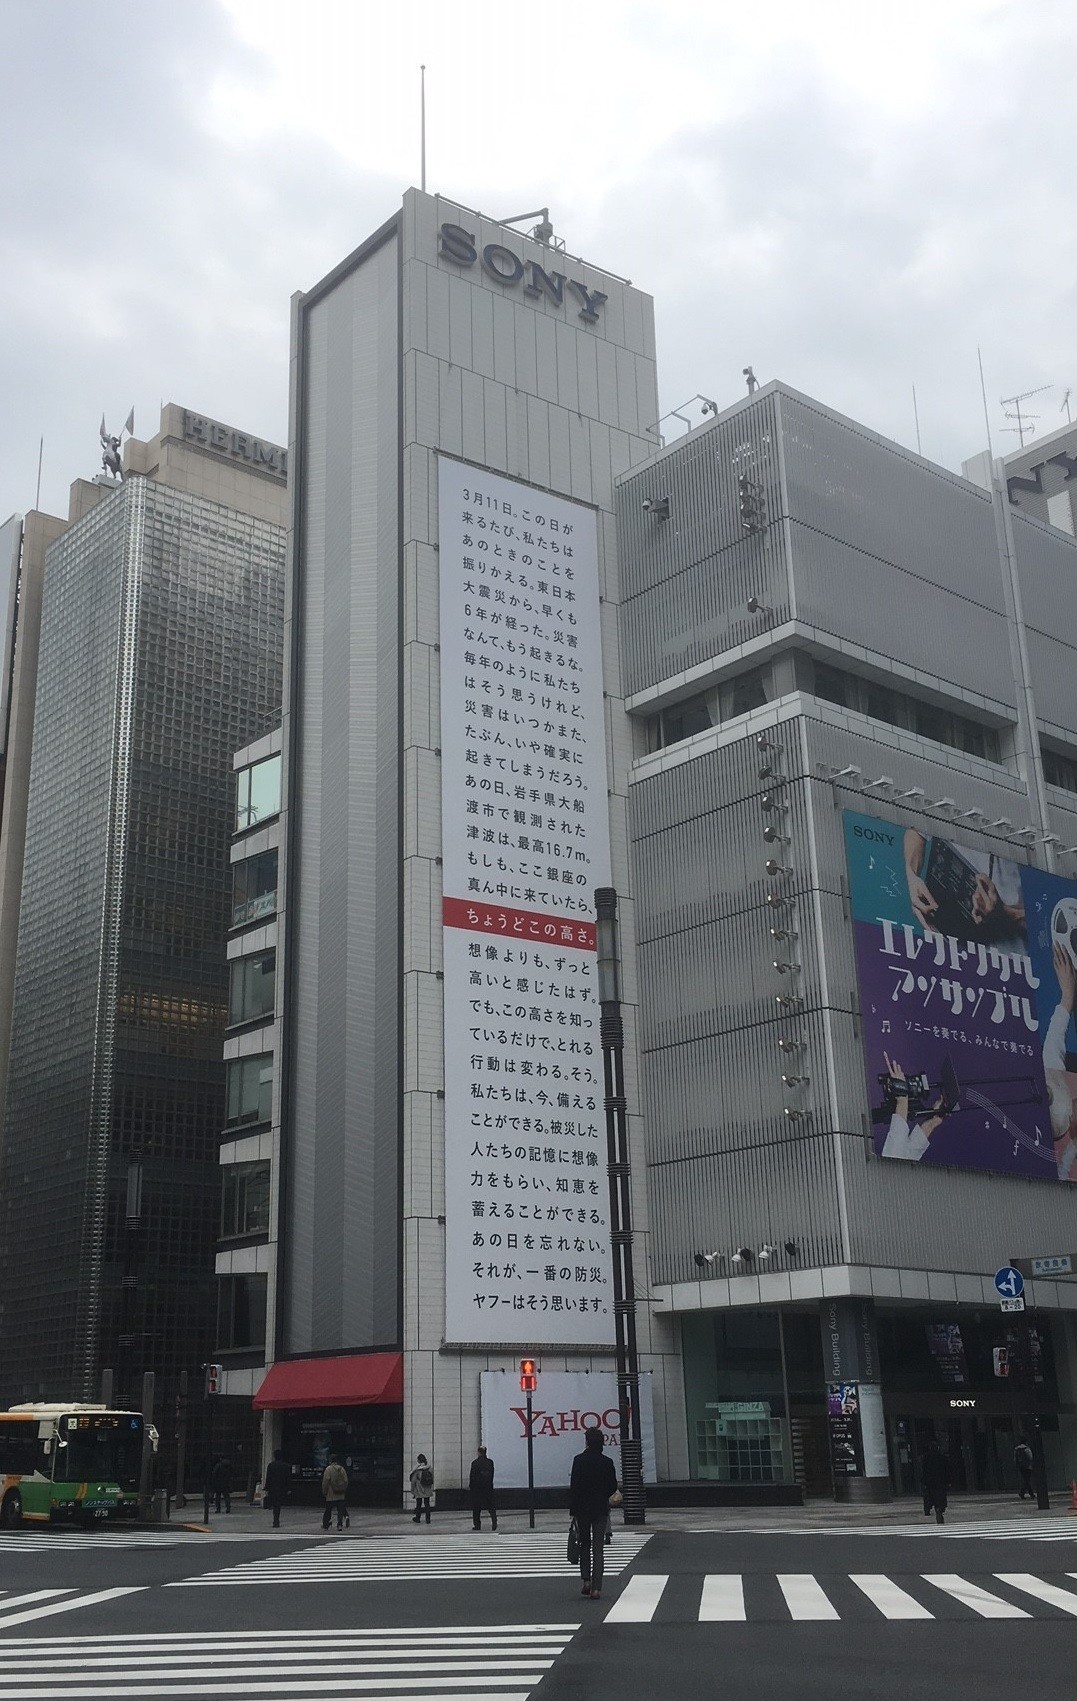 SONY
HERM
3月11日。この日が
来るたび、私たちは
あのときのことを
振りかえる。東日本
大震災から、早くも
6年が経った。災害
なんて、もう起きるな。
毎年のように私たち
はそう思うけれど、
災害はいつかまた、
たぶん、いや確実に
起きてしまうだろう。
あの日、岩手県大船
渡市で観測された
津波は、最高16.7m。
もしも、ここ銀座の
真ん中に来ていたら、
ちょうどこの高さ。
想像よりも、ずっと
高いと感じたはず。
でも、この高さを知っ
ているだけで、とれる
行動は変わる。そう。
私たちは、今、備える
ことができる。被災した
人たちの記憶に想像
力をもらい、知恵を
蓄えることができる。
あの日を忘れない。
それが、一番の防災。
ヤフーはそう思います。
YAHOO!
NY
SONY
エレクトリカル
アンサンブル
ソニーを奏でる、みんなで奏でる
Sony Building
Sony Building
GINZA
SONY
ノンステップバス